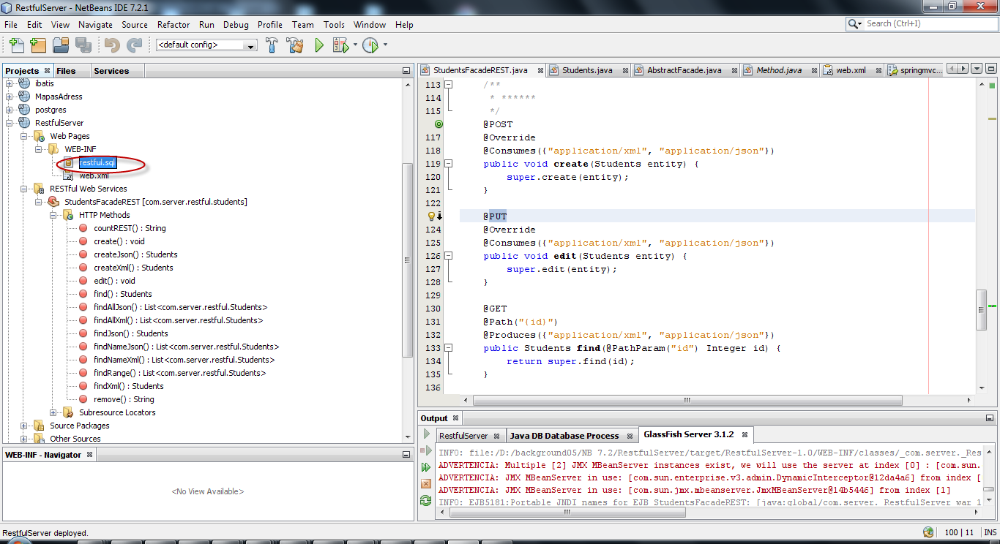 RestfulServer - NetBeans IDE 7.2.1
File Edit View Navigate Source Refactor Run Debug Profile Team Tools Window Help
Search (Ctrl+I)
<default config>
Projects Files Services
ibatis
MapasAdress
postgres
RestfulServer
Web Pages
WEB-INF
restful.sql
web.xml
RESTful Web Services
StudentsFacadeREST [com.server.restful.students]
HTTP Methods
countREST() : String
create() : void
createJson() : Students
createXml() : Students
edit() : void
find() : Students
findAllJson() : List<com.server.restful.Students>
findAllXml() : List<com.server.restful.Students>
findJson() : Students
findNameJson() : List<com.server.restful.Students>
findNameXml() : List<com.server.restful.Students>
findRange() : List<com.server.restful.Students>
findXml() : Students
remove() : String
Subresource Locators
Source Packages
Other Sources
WEB-INF - Navigator
<No View Available>
StudentsFacadeREST.java Students.java AbstractFacade.java Method.java web.xml springmvc...
113 /**
114 * ******
115 */
@POST
117 @Override
118 @Consumes({"application/xml", "application/json"})
119 public void create(Students entity) {
120 super.create(entity);
121 }
122
@PUT
124 @Override
125 @Consumes({"application/xml", "application/json"})
126 public void edit(Students entity) {
127 super.edit(entity);
128 }
129
130 @GET
131 @Path("{id}")
132 @Produces({"application/xml", "application/json"})
133 public Students find(@PathParam("id") Integer id) {
134 return super.find(id);
135 }
136
Output
RestfulServer Java DB Database Process GlassFish Server 3.1.2
INFO: file:/D:/background05/NB 7.2/RestfulServer/target/RestfulServer-1.0/WEB-INF/classes/_com.server._Res
ADVERTENCIA: Multiple [2] JMX MBeanServer instances exist, we will use the server at index [0] : [com.sun.
ADVERTENCIA: JMX MBeanServer in use: [com.sun.enterprise.v3.admin.DynamicInterceptor@12da4a6] from index [
ADVERTENCIA: JMX MBeanServer in use: [com.sun.jmx.mbeanserver.JmxMBeanServer@14b5446] from index [1]
INFO: EJB5181:Portable JNDI names for EJB StudentsFacadeREST: [java:global/com.server._RestfulServer_war_1
RestfulServer deployed.
100 | 11 INS